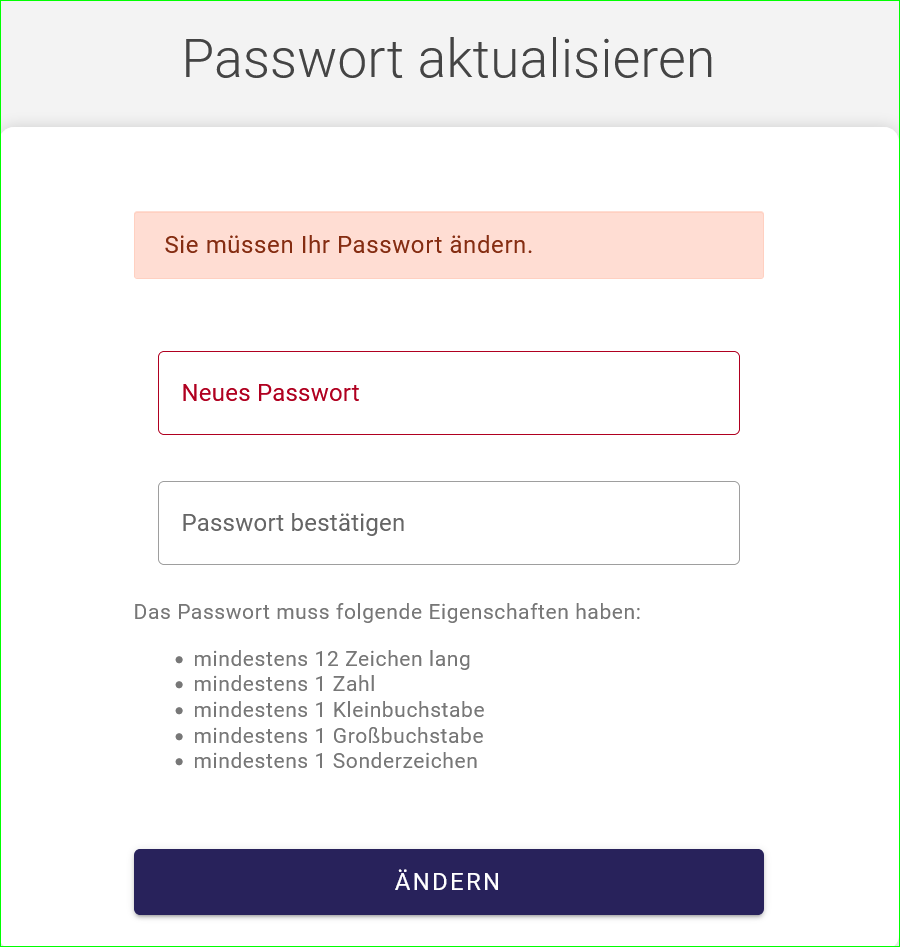 Passwort aktualisieren
Sie müssen Ihr Passwort ändern.
Neues Passwort
Passwort bestätigen
Das Passwort muss folgende Eigenschaften haben:
• mindestens 12 Zeichen lang
• mindestens 1 Zahl
• mindestens 1 Kleinbuchstabe
• mindestens 1 Großbuchstabe
• mindestens 1 Sonderzeichen
ÄNDERN